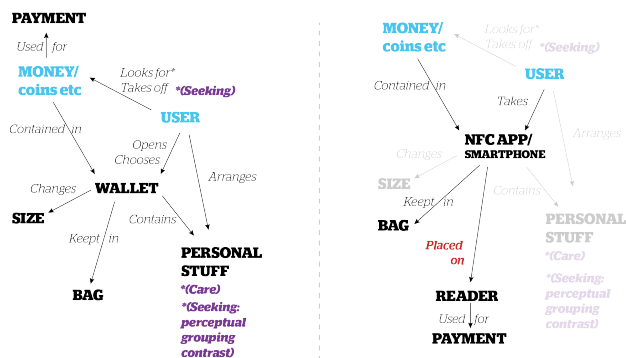 PAYMENT
Used for
MONEY/
coins etc
Looks for*
Takes off *(Seeking)
USER
Contained in
Opens
Chooses
Arranges
Changes
WALLET
SIZE
Contains
Keept in
PERSONAL
STUFF
*(Care)
*(Seeking:
perceptual
grouping
contrast)
BAG
MONEY/
coins etc
Looks for*
Takes off *(Seeking)
USER
Contained in
Takes
Arranges
NFC APP/
SMARTPHONE
Changes
SIZE
Contains
Keept in
BAG
PERSONAL
STUFF
*(Care)
*(Seeking:
perceptual
grouping
contrast)
Placed
on
READER
Used for
PAYMENT